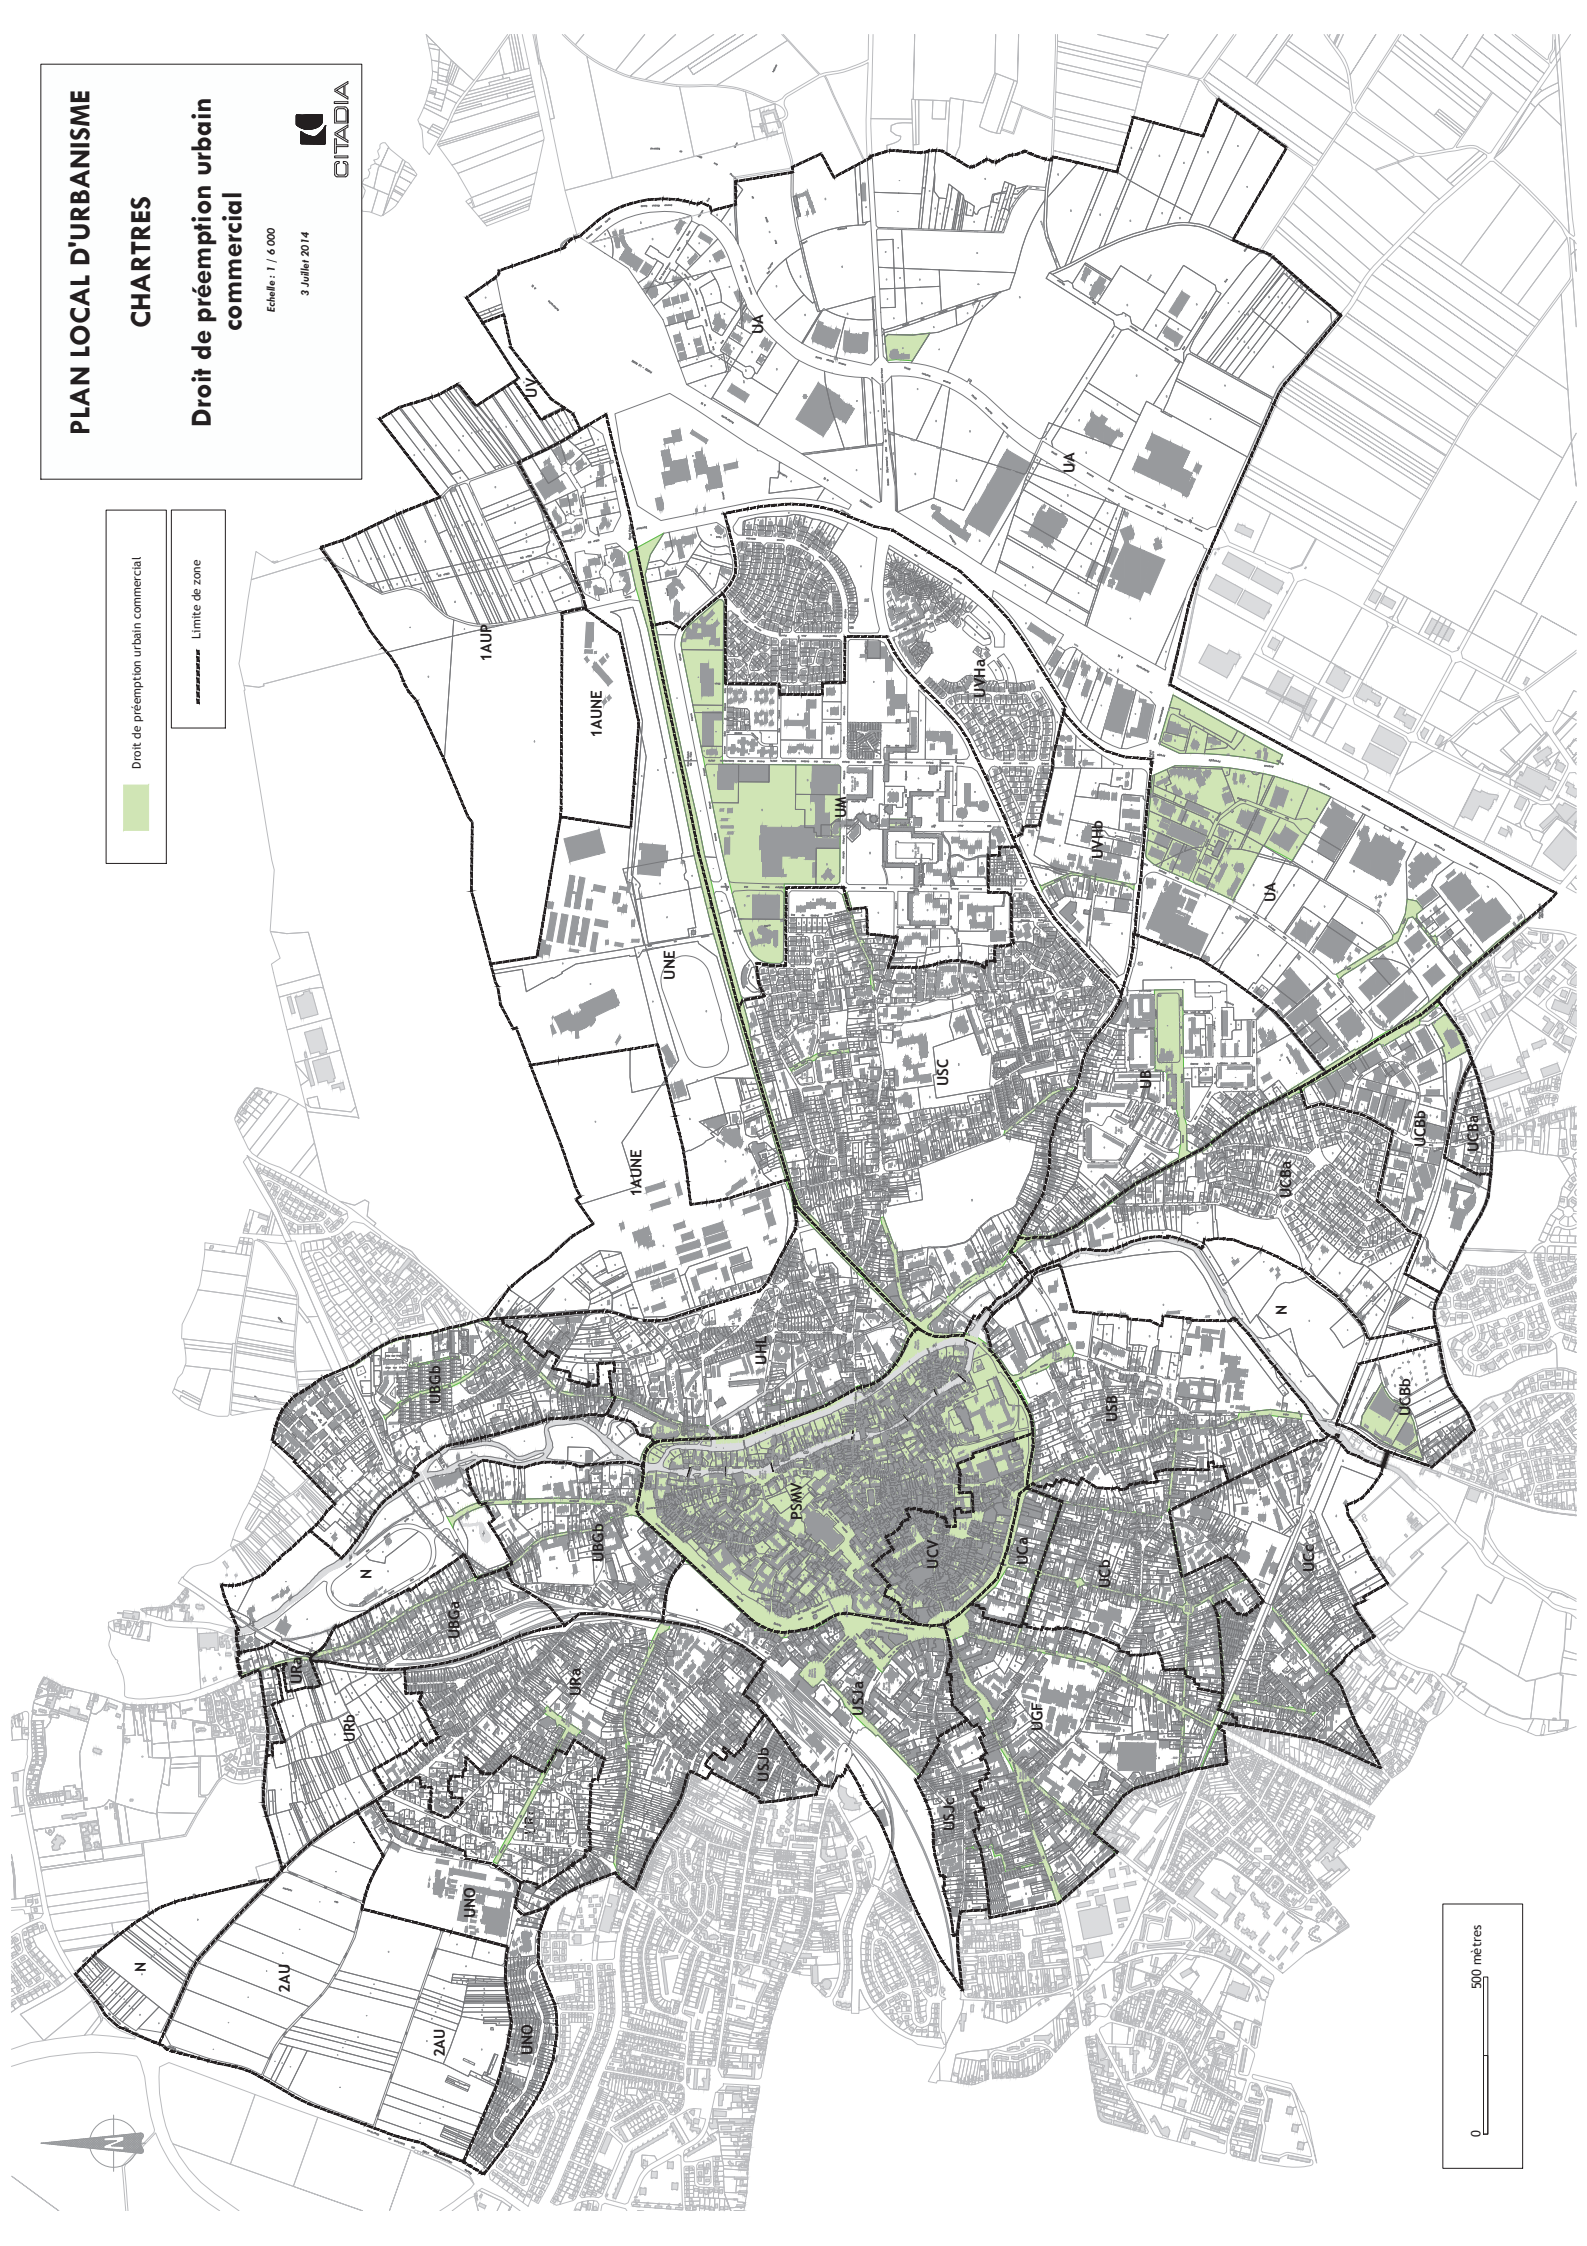 PLAN LOCAL D'URBANISME
CHARTRES
Droit de préemption urbain
commercial
Echelle : 1 / 6 000
3 Juillet 2014
CITADIA
Droit de préemption urbain commercial
Limite de zone
N
2AU
2AU
UNO
UNO
N
URb
URa
URa
UBGa
N
UBGb
UBGb
USJb
USJa
USJc
UGF
UCV
PSMV
UCa
UCb
UCc
UHL
USB
N
UCBb
UCBa
UCBb
UCBa
UB
USC
1AUNE
UNE
1AUNE
1AUP
UV
UM
UVHa
UVHb
UA
UA
UA
N
0
500 mètres